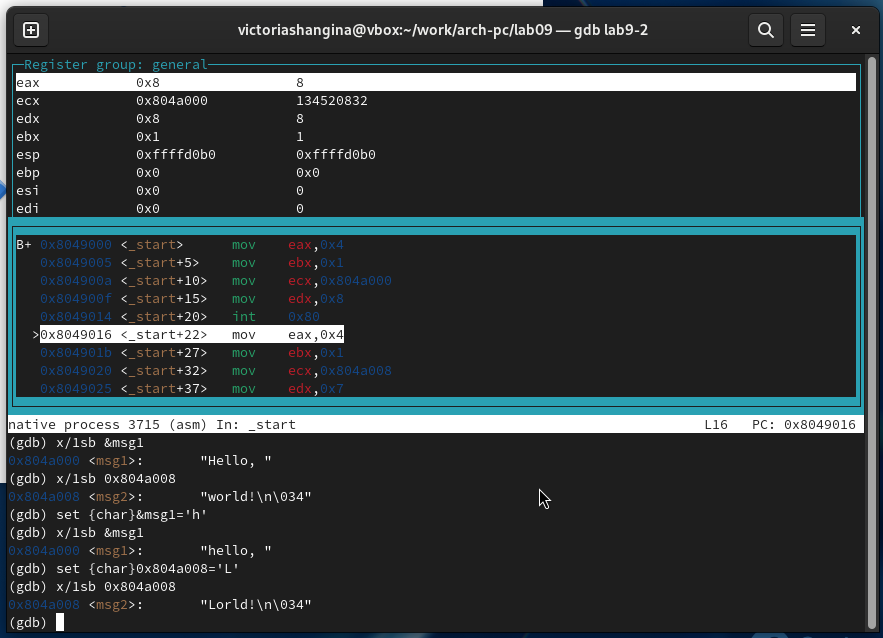 victoriashangina@vbox:~/work/arch-pc/lab09 — gdb lab9-2
Register group: general
eax 0x8 8
ecx 0x804a000 134520832
edx 0x8 8
ebx 0x1 1
esp 0xffffd0b0 0xffffd0b0
ebp 0x0 0x0
esi 0x0 0
edi 0x0 0
B+ 0x8049000 <_start> mov eax,0x4
0x8049005 <_start+5> mov ebx,0x1
0x804900a <_start+10> mov ecx,0x804a000
0x804900f <_start+15> mov edx,0x8
0x8049014 <_start+20> int 0x80
>0x8049016 <_start+22> mov eax,0x4
0x804901b <_start+27> mov ebx,0x1
0x8049020 <_start+32> mov ecx,0x804a008
0x8049025 <_start+37> mov edx,0x7
native process 3715 (asm) In: _start L16 PC: 0x8049016
(gdb) x/1sb &msg1
0x804a000 <msg1>: "Hello, "
(gdb) x/1sb 0x804a008
0x804a008 <msg2>: "world!\n\034"
(gdb) set {char}&msg1='h'
(gdb) x/1sb &msg1
0x804a000 <msg1>: "hello, "
(gdb) set {char}0x804a008='L'
(gdb) x/1sb 0x804a008
0x804a008 <msg2>: "Lorld!\n\034"
(gdb)